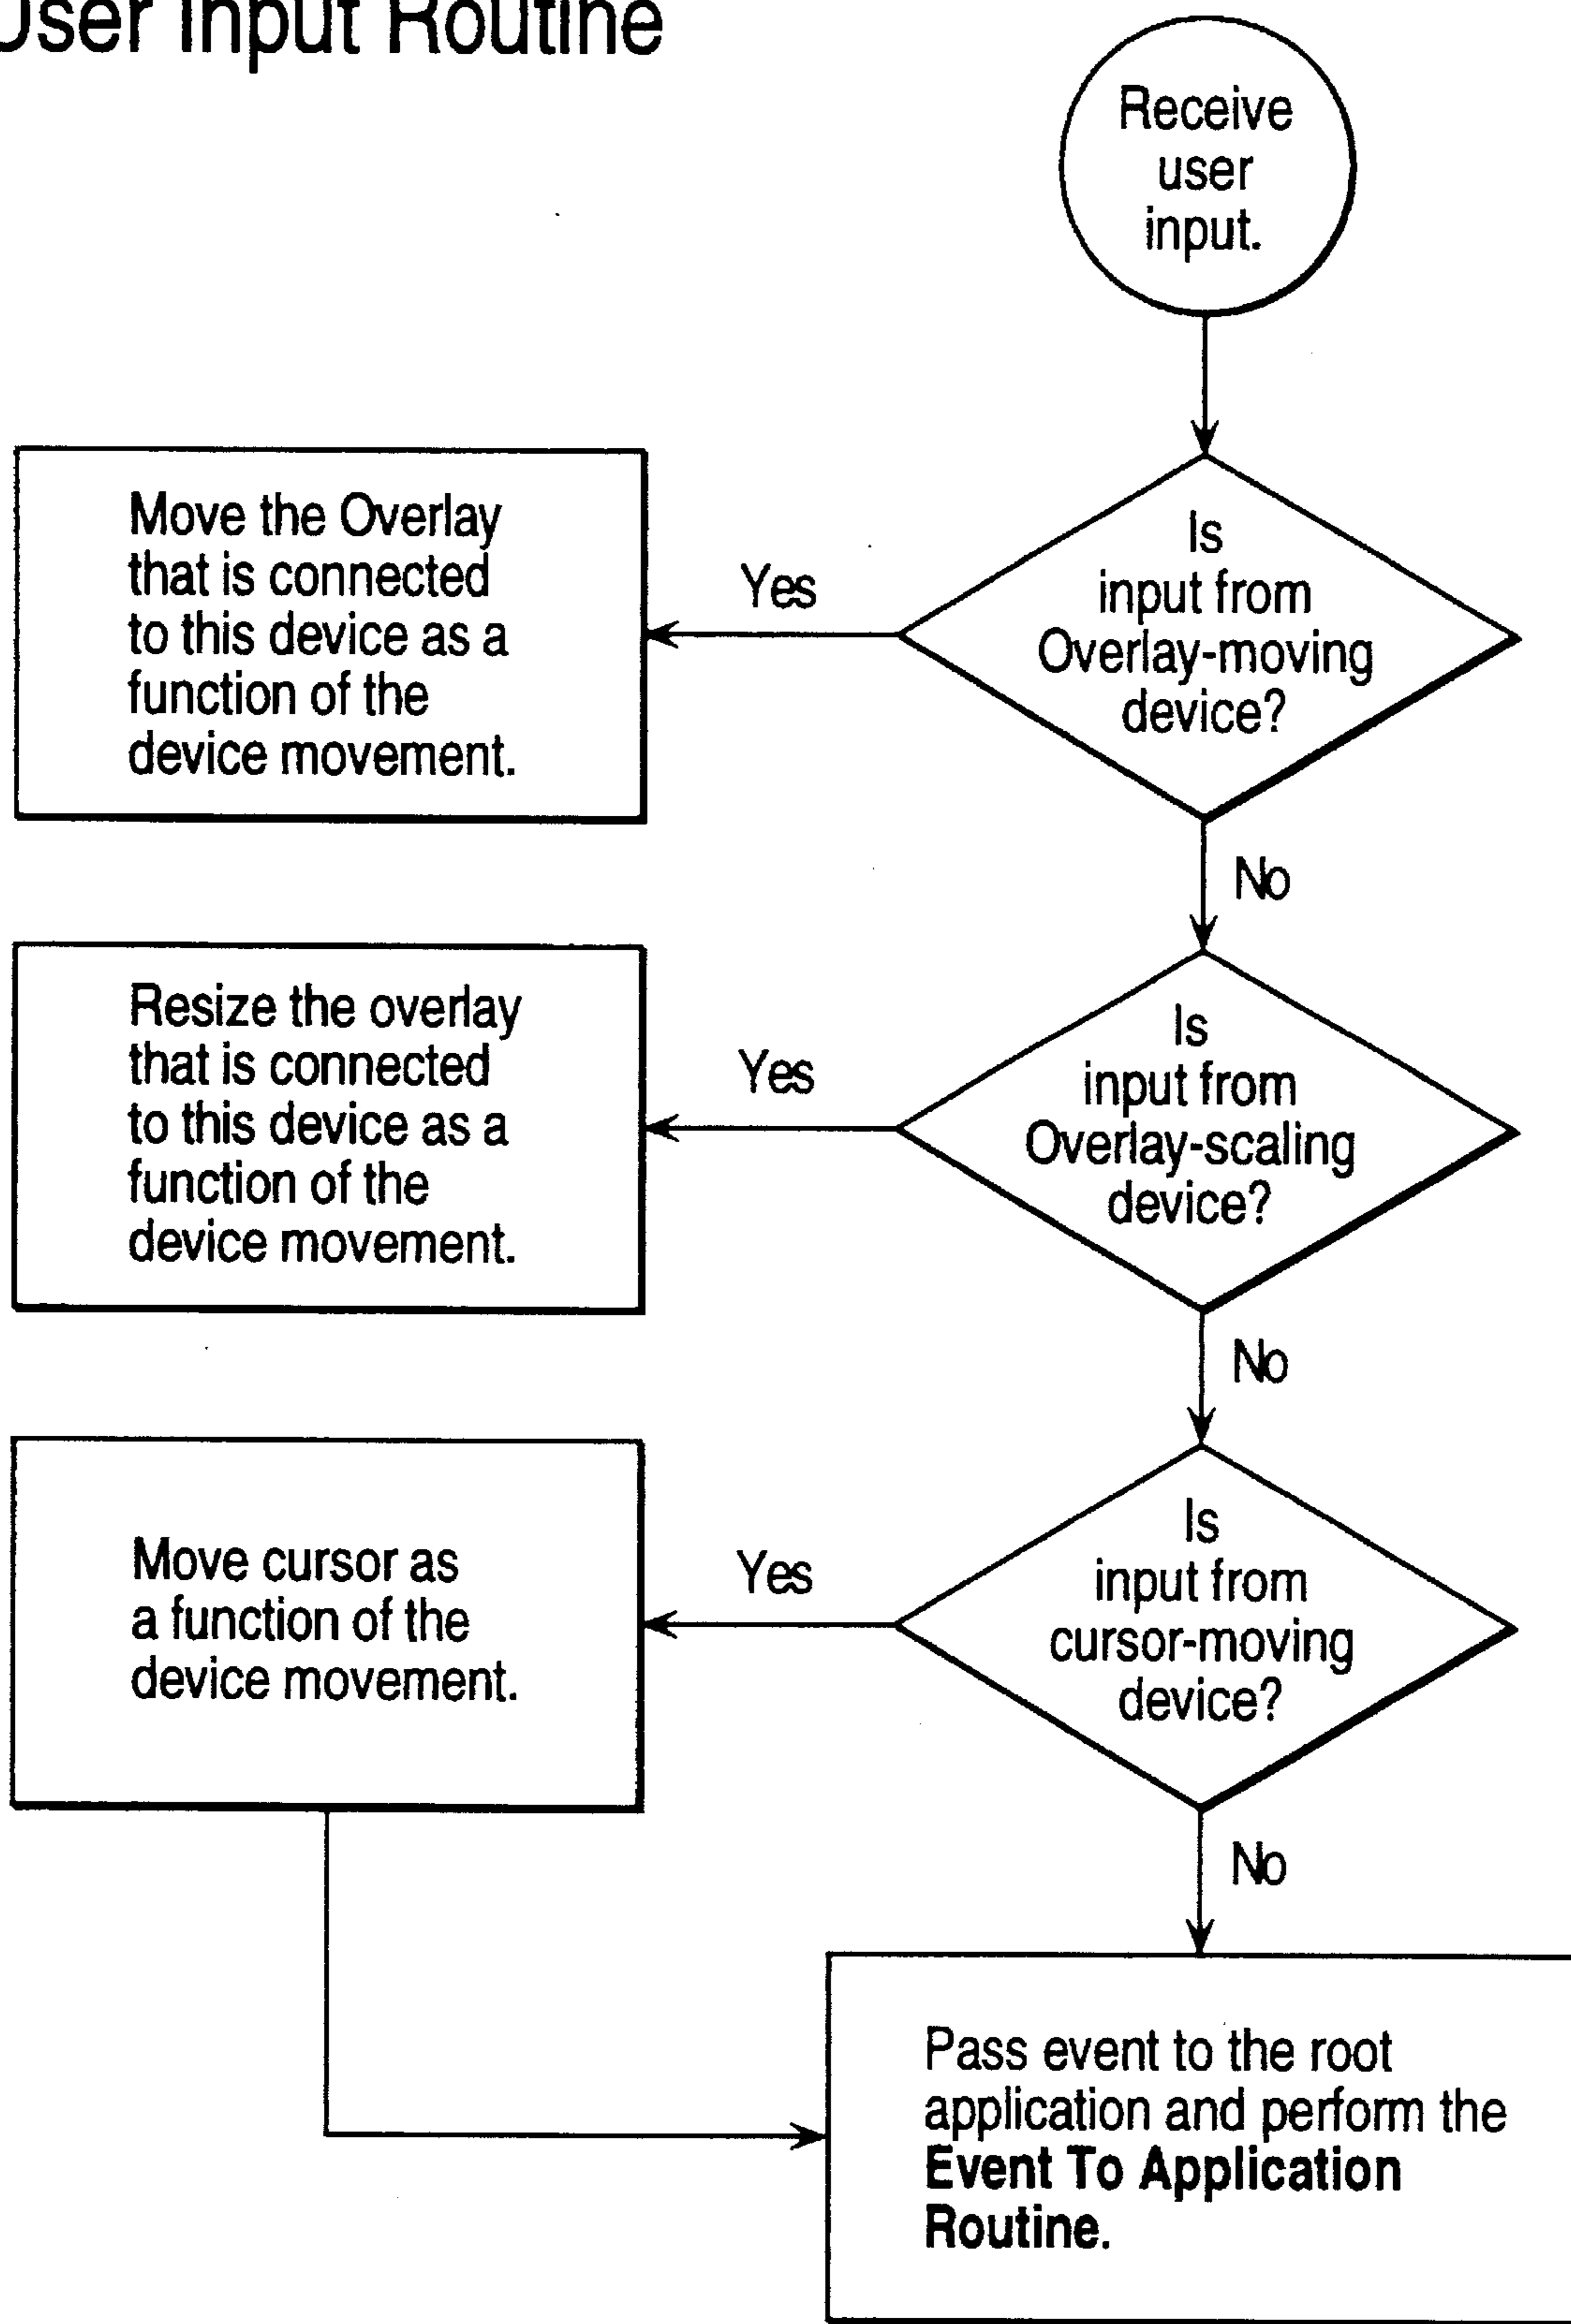 User Input Routine
Receive
user
input.
Is
input from
Overlay-moving
device?
Yes
Move the Overlay
that is connected
to this device as a
function of the
device movement.
No
Is
input from
Overlay-scaling
device?
Yes
Resize the overlay
that is connected
to this device as a
function of the
device movement.
No
Is
input from
cursor-moving
device?
Yes
Move cursor as
a function of the
device movement.
No
Pass event to the root
application and perform the
Event To Application
Routine.